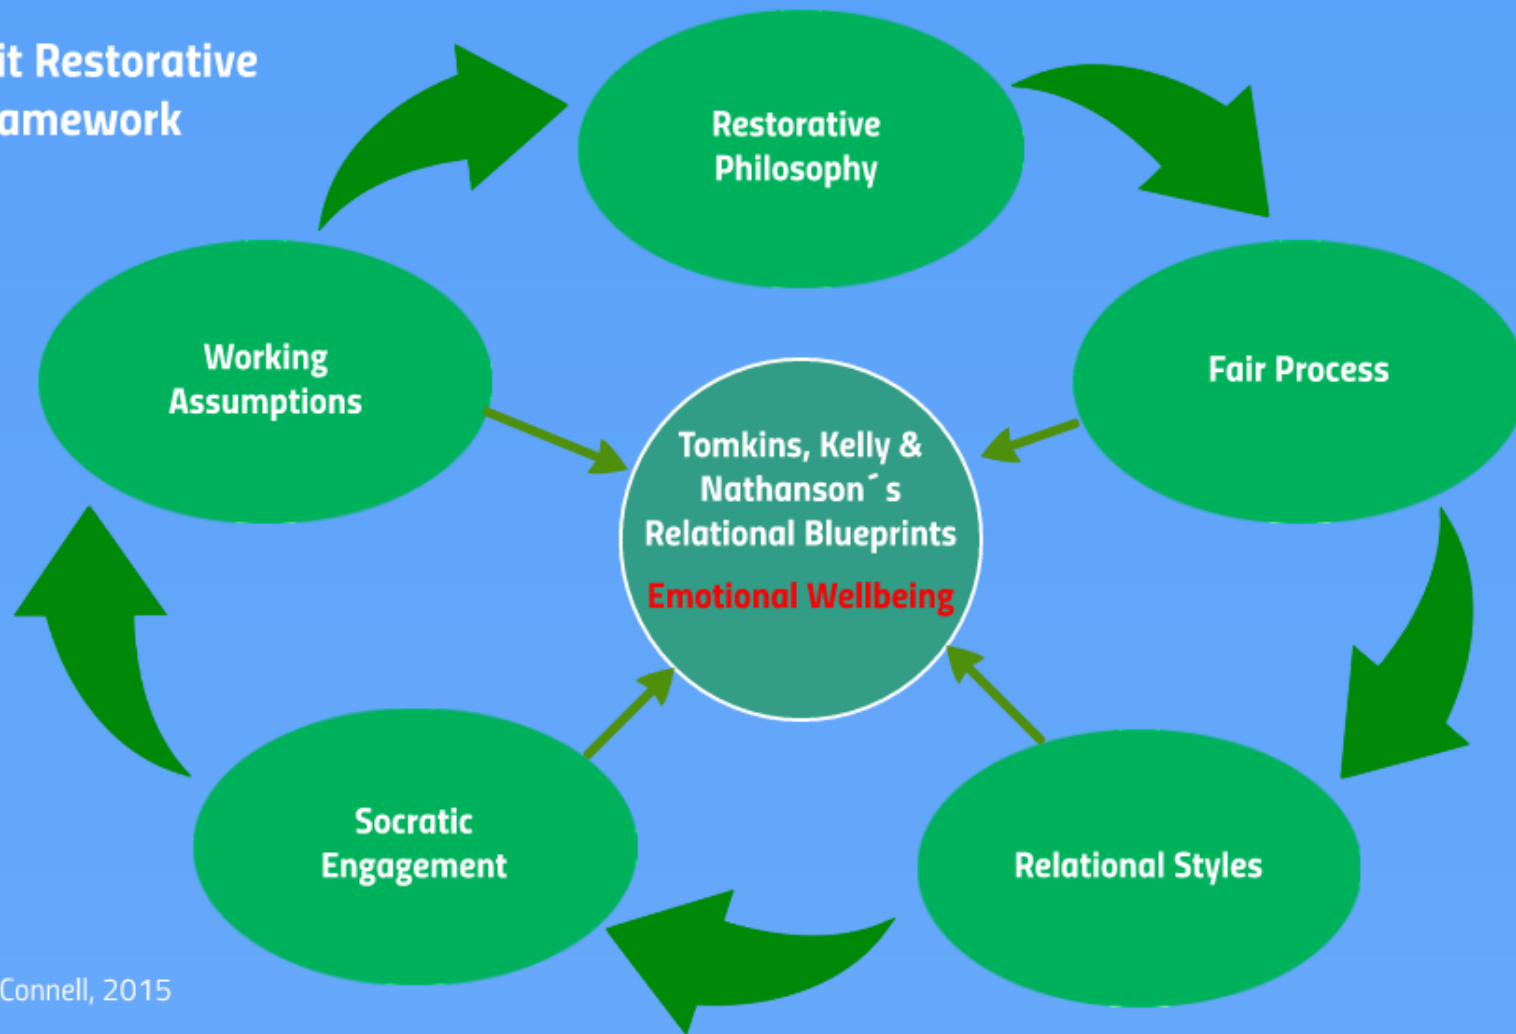 it Restorative
amework
Restorative
Philosophy
Fair Process
Working
Assumptions
Tomkins, Kelly &
Nathanson´s
Relational Blueprints
Emotional Wellbeing
Socratic
Engagement
Relational Styles
Connell, 2015